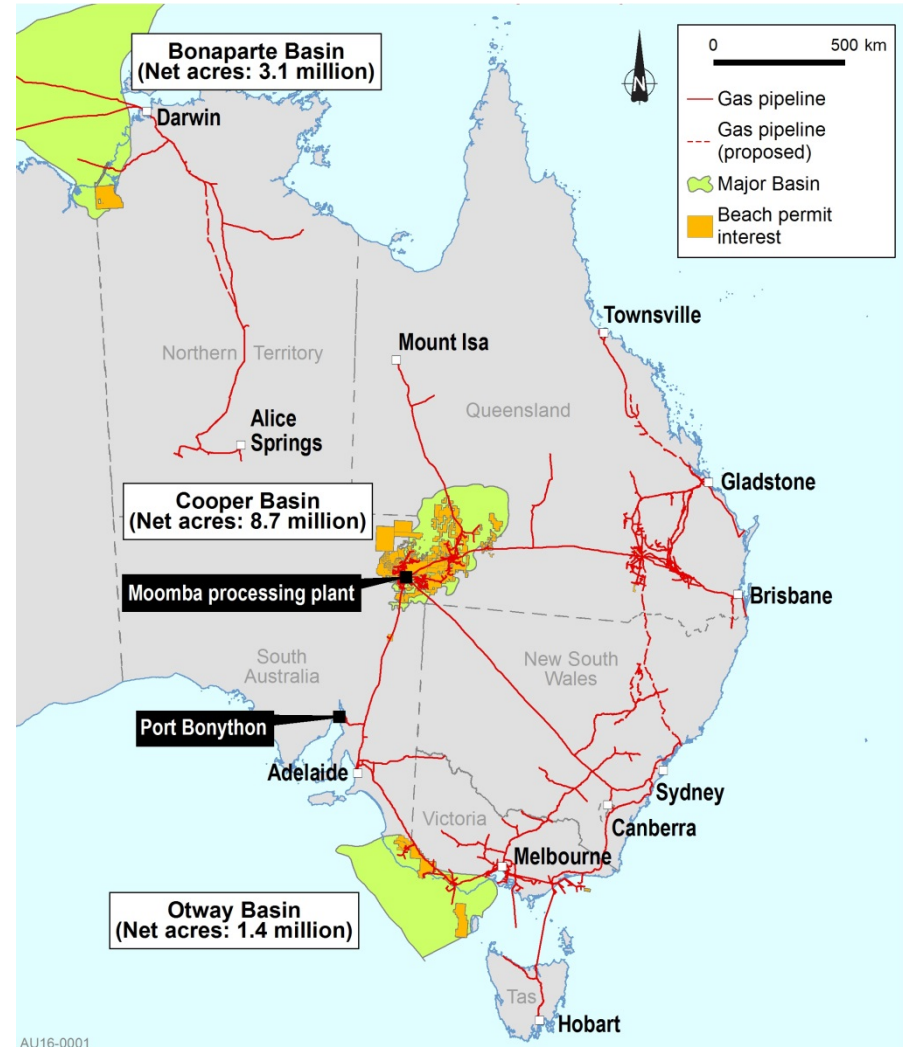 Bonaparte Basin
(Net acres: 3.1 million)
0 500 km
N
Gas pipeline
Gas pipeline
(proposed)
Major Basin
Beach permit
interest
Darwin
Townsville
Mount Isa
Northern Territory
Queensland
Alice
Springs
Gladstone
Cooper Basin
(Net acres: 8.7 million)
Moomba processing plant
Brisbane
South
Australia
New South
Wales
Port Bonython
Adelaide
Sydney
Victoria
Canberra
Melbourne
Otway Basin
(Net acres: 1.4 million)
Tas
Hobart
AU16-0001